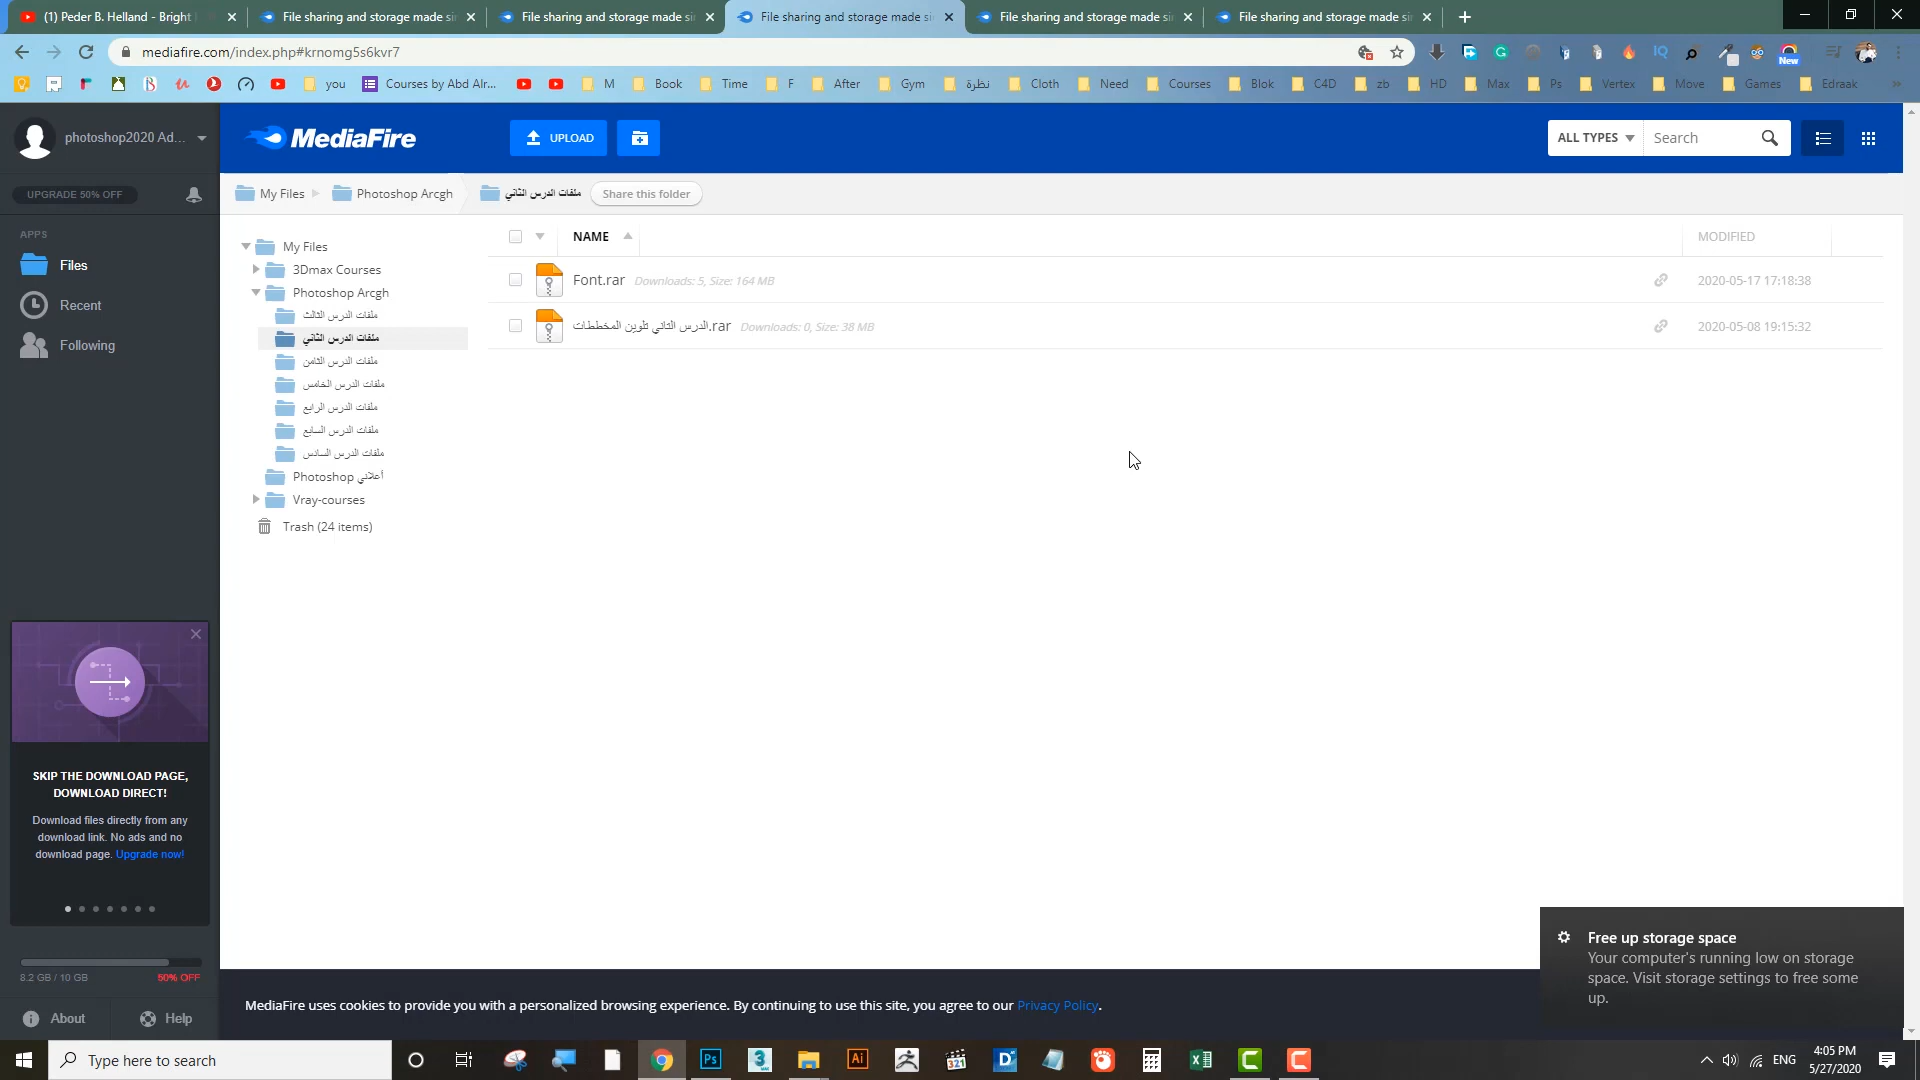 (1) Peder B. Helland - Bright
File sharing and storage made si
File sharing and storage made si
File sharing and storage made si
File sharing and storage made si
File sharing and storage made si
mediafire.com/index.php#krnomg5s6kvr7
New
you
Courses by Abd Alr...
M
Book
Time
F
After
Gym
نظرة
Cloth
Need
Courses
Blok
C4D
zb
HD
Max
Ps
Vertex
Move
Games
Edraak
photoshop2020 Ad...
MediaFire
UPLOAD
ALL TYPES
Search
UPGRADE 50% OFF
My Files
Photoshop Arcgh
ملفات الدرس الثاني
Share this folder
APPS
Files
Recent
Following
My Files
3Dmax Courses
Photoshop Arcgh
ملفات الدرس الثالث
ملفات الدرس الثاني
ملفات الدرس الثامن
ملفات الدرس الخامس
ملفات الدرس الرابع
ملفات الدرس السابع
ملفات الدرس السادس
Photoshop أعلاني
Vray-courses
Trash (24 items)
NAME
MODIFIED
Font.rar Downloads: 5, Size: 164 MB
2020-05-17 17:18:38
الدرس الثاني تلوين المخططات.rar Downloads: 0, Size: 38 MB
2020-05-08 19:15:32
SKIP THE DOWNLOAD PAGE,
DOWNLOAD DIRECT!
Download files directly from any
download link. No ads and no
download page. Upgrade now!
8.2 GB / 10 GB
50% OFF
About
Help
MediaFire uses cookies to provide you with a personalized browsing experience. By continuing to use this site, you agree to our Privacy Policy.
Free up storage space
Your computer's running low on storage
space. Visit storage settings to free some
up.
Type here to search
Ps
3
Ai
321
D
ENG
4:05 PM
5/27/2020